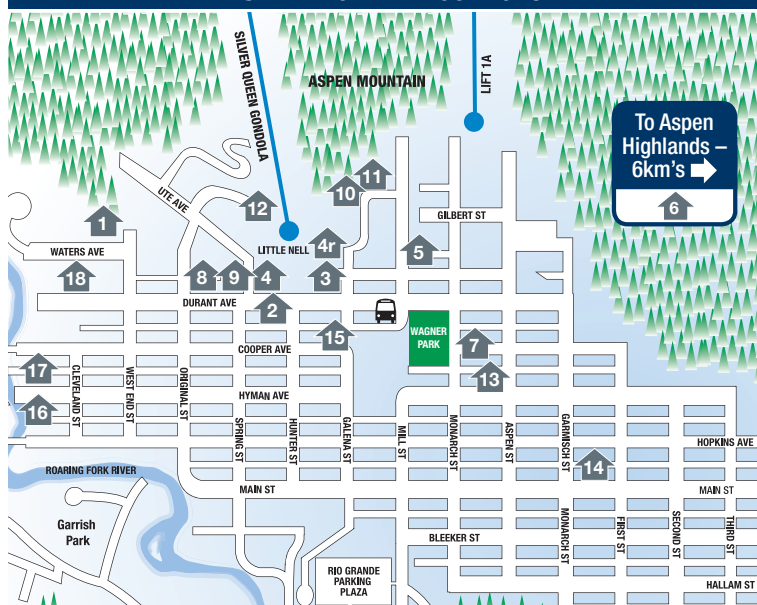 SILVER QUEEN GONDOLA
ASPEN MOUNTAIN
LIFT 1A
To Aspen
Highlands –
6km's
6
UTE AVE
11
10
12
1
GILBERT ST
LITTLE NELL
4r
5
WATERS AVE
18
8
9
4
3
DURANT AVE
2
15
WAGNER
PARK
7
COOPER AVE
17
13
CLEVELAND ST
WEST END ST
ORIGINAL ST
HYMAN AVE
16
SPRING ST
HUNTER ST
GALENA ST
MILL ST
MONARCH ST
ASPEN ST
GARMISCH ST
HOPKINS AVE
14
ROARING FORK RIVER
MAIN ST
MAIN ST
Garrish
Park
BLEEKER ST
MONARCH ST
FIRST ST
SECOND ST
THIRD ST
RIO GRANDE
PARKING
PLAZA
HALLAM ST